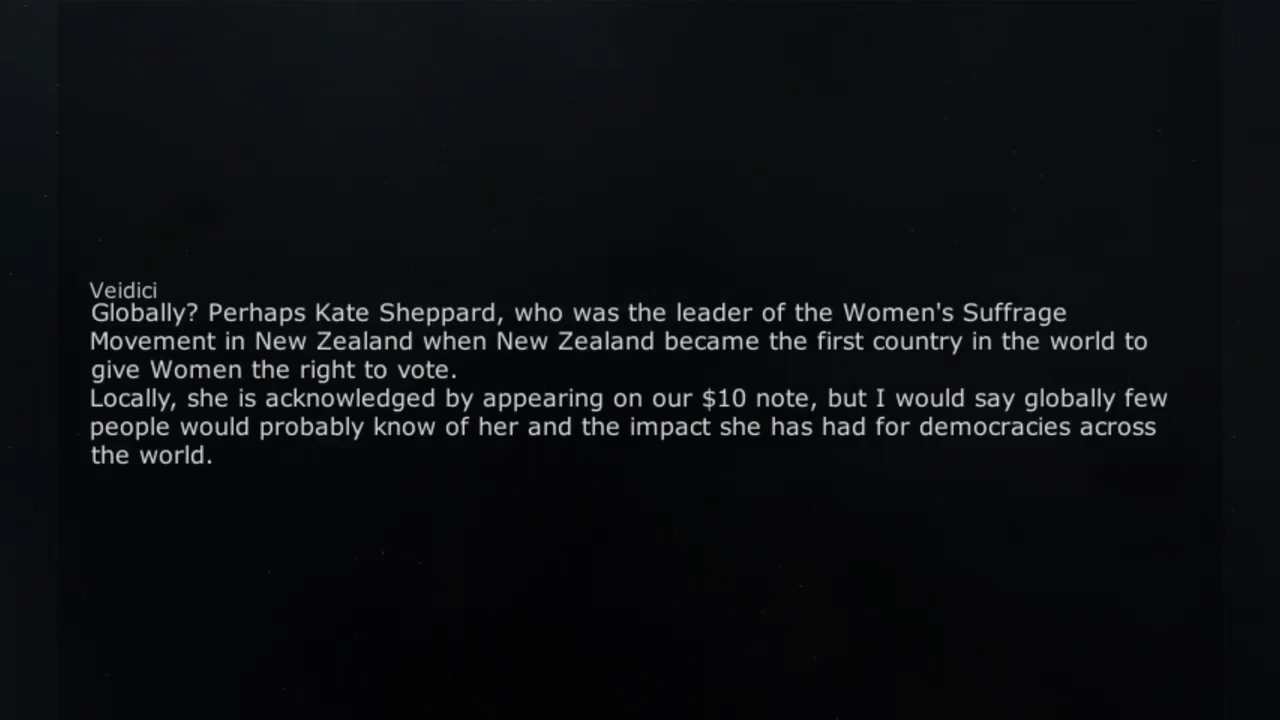 Veidici
Globally? Perhaps Kate Sheppard, who was the leader of the Women's Suffrage
Movement in New Zealand when New Zealand became the first country in the world to
give Women the right to vote.
Locally, she is acknowledged by appearing on our $10 note, but I would say globally few
people would probably know of her and the impact she has had for democracies across
the world.